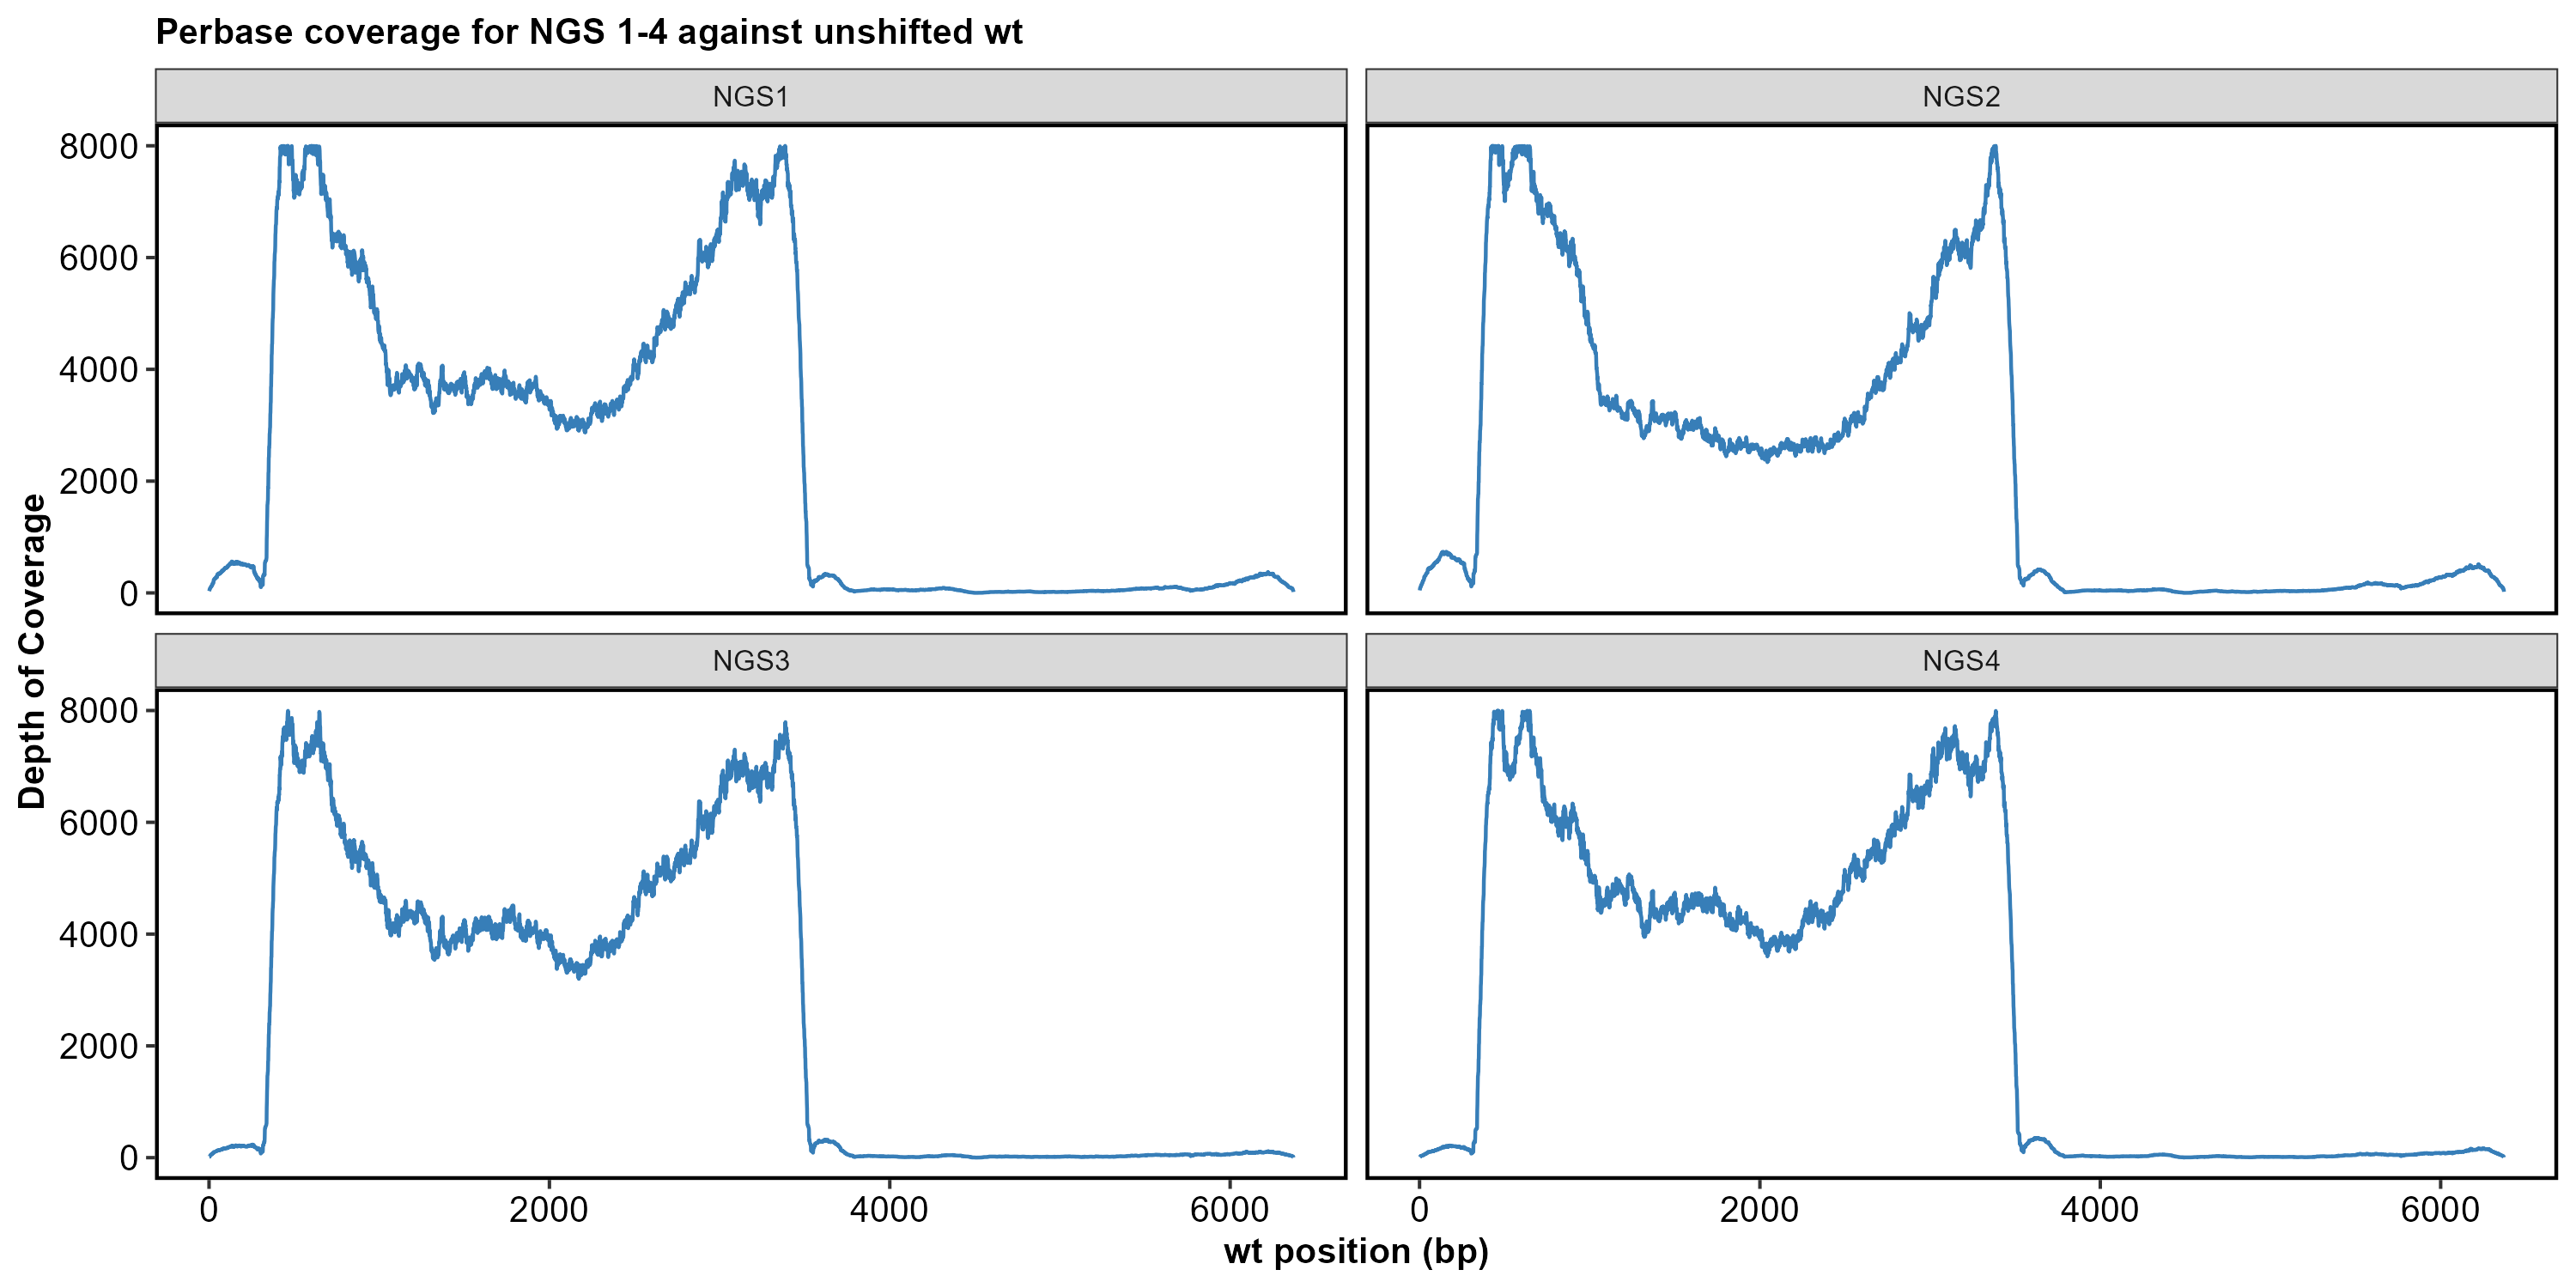 Perbase coverage for NGS 1-4 against unshifted wt
NGS1
NGS2
8000
6000
4000
2000
0
Depth of Coverage
NGS3
NGS4
8000
6000
4000
2000
0
0 2000 4000 6000 0 2000 4000 6000
wt position (bp)